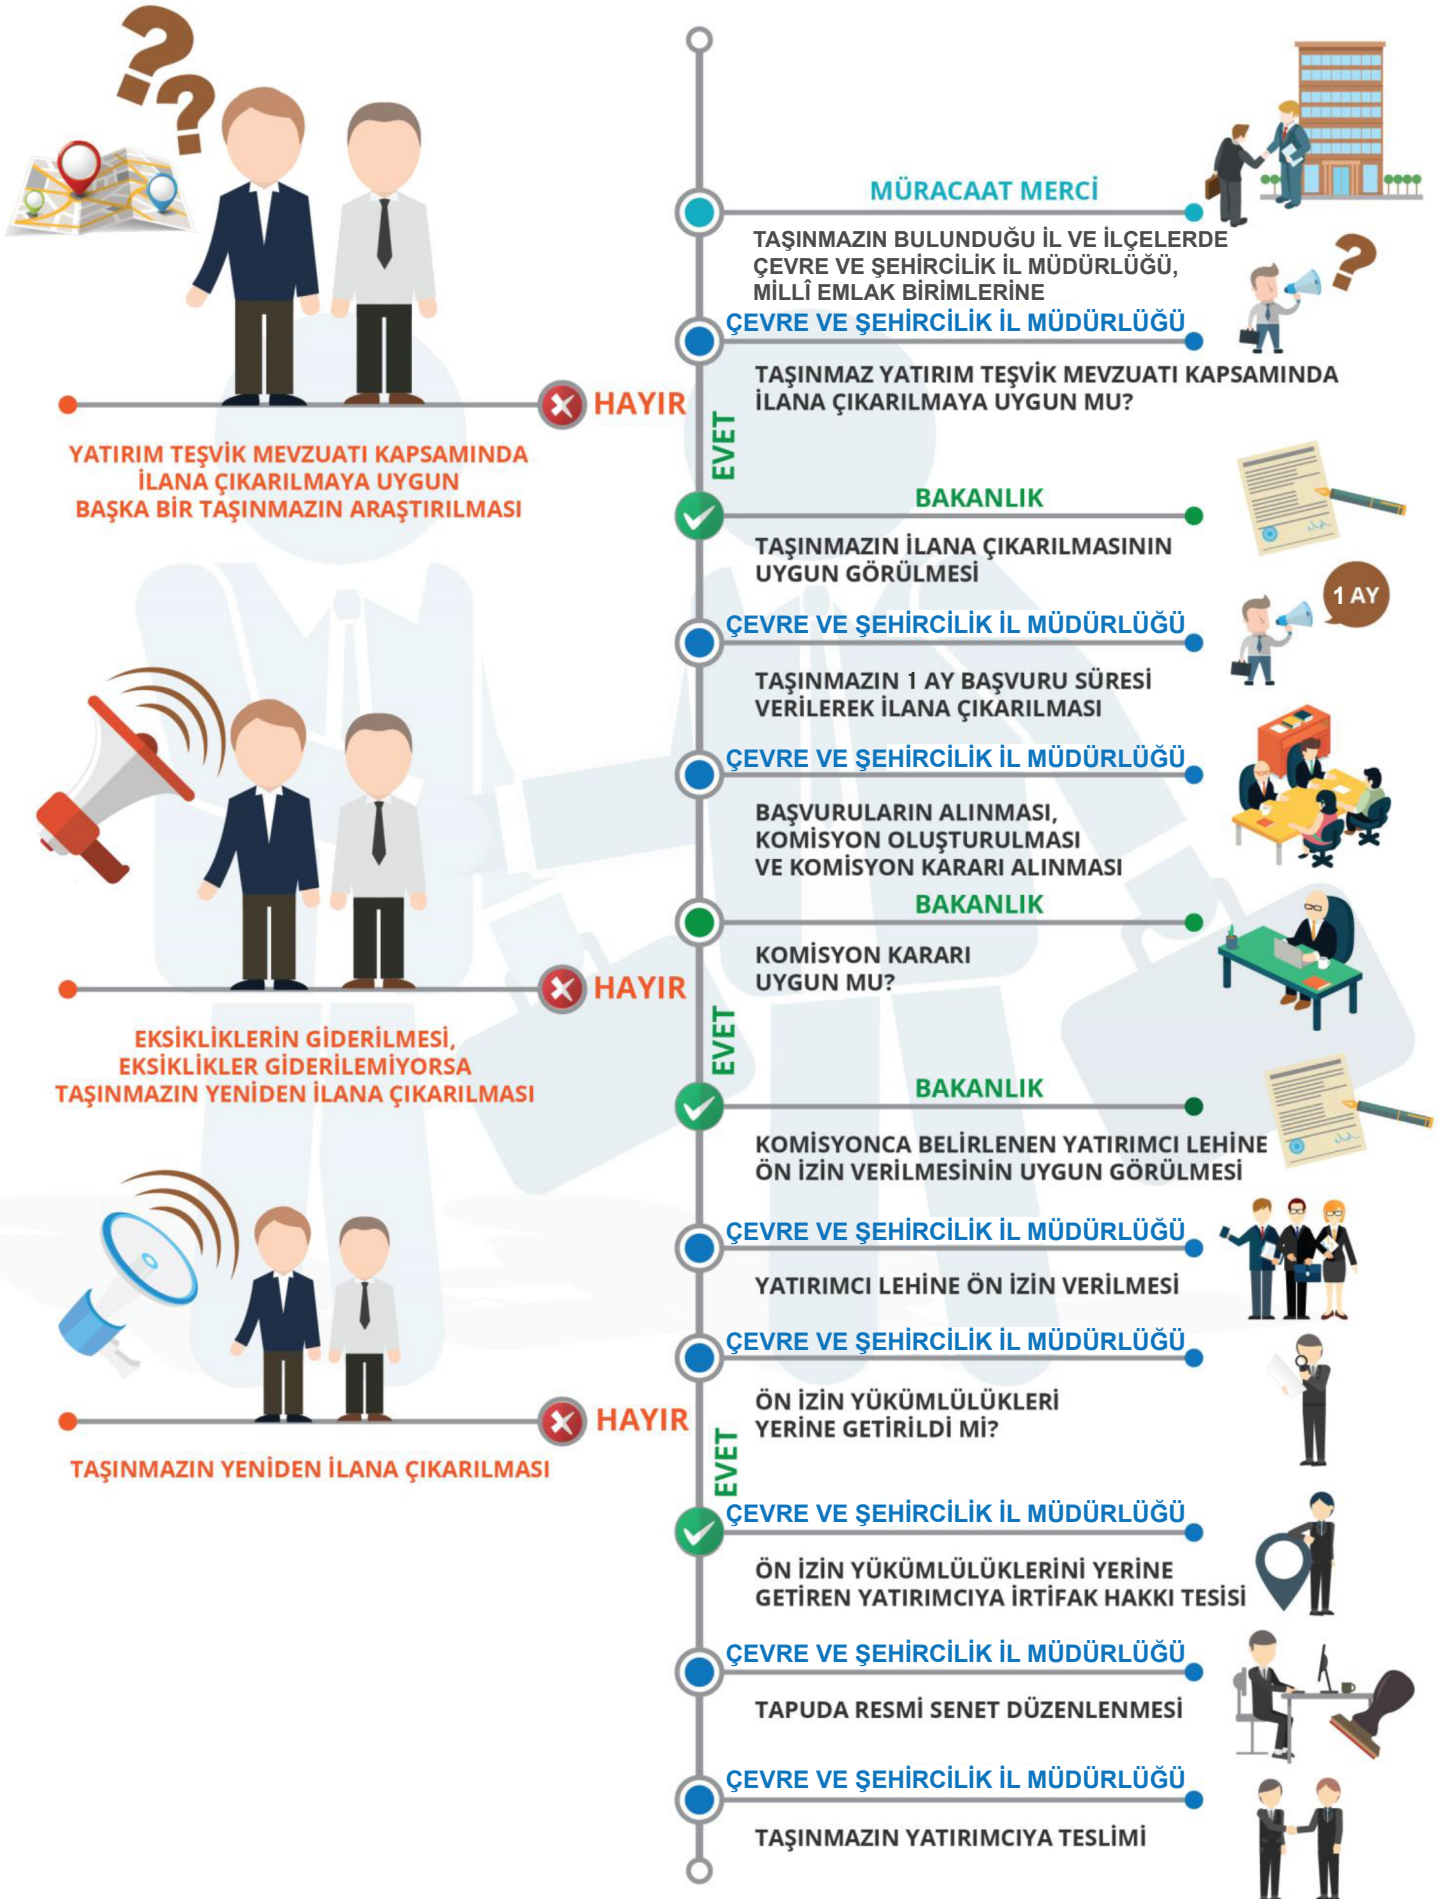 MÜRACAAT MERCİ
TAŞINMAZIN BULUNDUĞU İL VE İLÇELERDE
ÇEVRE VE ŞEHİRCİLİK İL MÜDÜRLÜĞÜ,
MİLLÎ EMLAK BİRİMLERİNE
ÇEVRE VE ŞEHİRCİLİK İL MÜDÜRLÜĞÜ
TAŞINMAZ YATIRIM TEŞVİK MEVZUATI KAPSAMINDA
İLANA ÇIKARILMAYA UYGUN MU?
HAYIR
YATIRIM TEŞVİK MEVZUATI KAPSAMINDA
İLANA ÇIKARILMAYA UYGUN
BAŞKA BİR TAŞINMAZIN ARAŞTIRILMASI
EVET
BAKANLIK
TAŞINMAZIN İLANA ÇIKARILMASININ
UYGUN GÖRÜLMESİ
ÇEVRE VE ŞEHİRCİLİK İL MÜDÜRLÜĞÜ
1 AY
TAŞINMAZIN 1 AY BAŞVURU SÜRESİ
VERİLEREK İLANA ÇIKARILMASI
ÇEVRE VE ŞEHİRCİLİK İL MÜDÜRLÜĞÜ
BAŞVURULARIN ALINMASI,
KOMİSYON OLUŞTURULMASI
VE KOMİSYON KARARI ALINMASI
BAKANLIK
KOMİSYON KARARI
UYGUN MU?
HAYIR
EKSİKLİKLERİN GİDERİLMESİ,
EKSİKLİKLER GİDERİLEMİYORSA
TAŞINMAZIN YENİDEN İLANA ÇIKARILMASI
EVET
BAKANLIK
KOMİSYONCA BELİRLENEN YATIRIMCI LEHİNE
ÖN İZİN VERİLMESİNİN UYGUN GÖRÜLMESİ
ÇEVRE VE ŞEHİRCİLİK İL MÜDÜRLÜĞÜ
YATIRIMCI LEHİNE ÖN İZİN VERİLMESİ
ÇEVRE VE ŞEHİRCİLİK İL MÜDÜRLÜĞÜ
ÖN İZİN YÜKÜMLÜLÜKLERİ
YERİNE GETİRİLDİ Mİ?
HAYIR
TAŞINMAZIN YENİDEN İLANA ÇIKARILMASI
EVET
ÇEVRE VE ŞEHİRCİLİK İL MÜDÜRLÜĞÜ
ÖN İZİN YÜKÜMLÜLÜKLERİNİ YERİNE
GETİREN YATIRIMCIYA İRTİFAK HAKKI TESİSİ
ÇEVRE VE ŞEHİRCİLİK İL MÜDÜRLÜĞÜ
TAPUDA RESMİ SENET DÜZENLENMESİ
ÇEVRE VE ŞEHİRCİLİK İL MÜDÜRLÜĞÜ
TAŞINMAZIN YATIRIMCIYA TESLİMİ